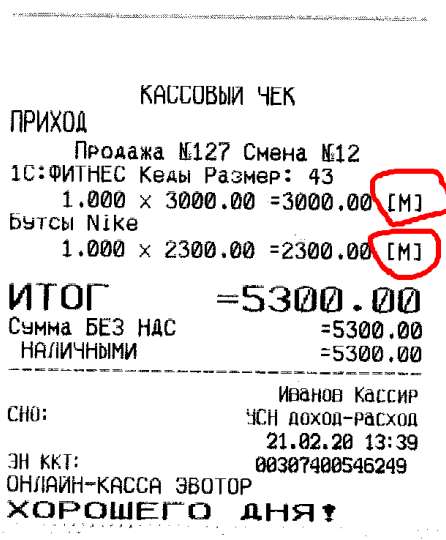 КАССОВЫЙ ЧЕК
ПРИХОД
Продажа №127 Смена №12
1С:ФИТНЕС Кеды Размер: 43
1.000 × 3000.00 =3000.00 [М]
Бутсы Nike
1.000 × 2300.00 =2300.00 [М]
ИТОГ =5300.00
Сумма БЕЗ НДС =5300.00
НАЛИЧНЫМИ =5300.00
Иванов Кассир
СНО: УСН доход-расход
21.02.20 13:39
ЗН ККТ: 00307400546249
ОНЛАЙН-КАССА ЭВОТОР
ХОРОШЕГО ДНЯ!